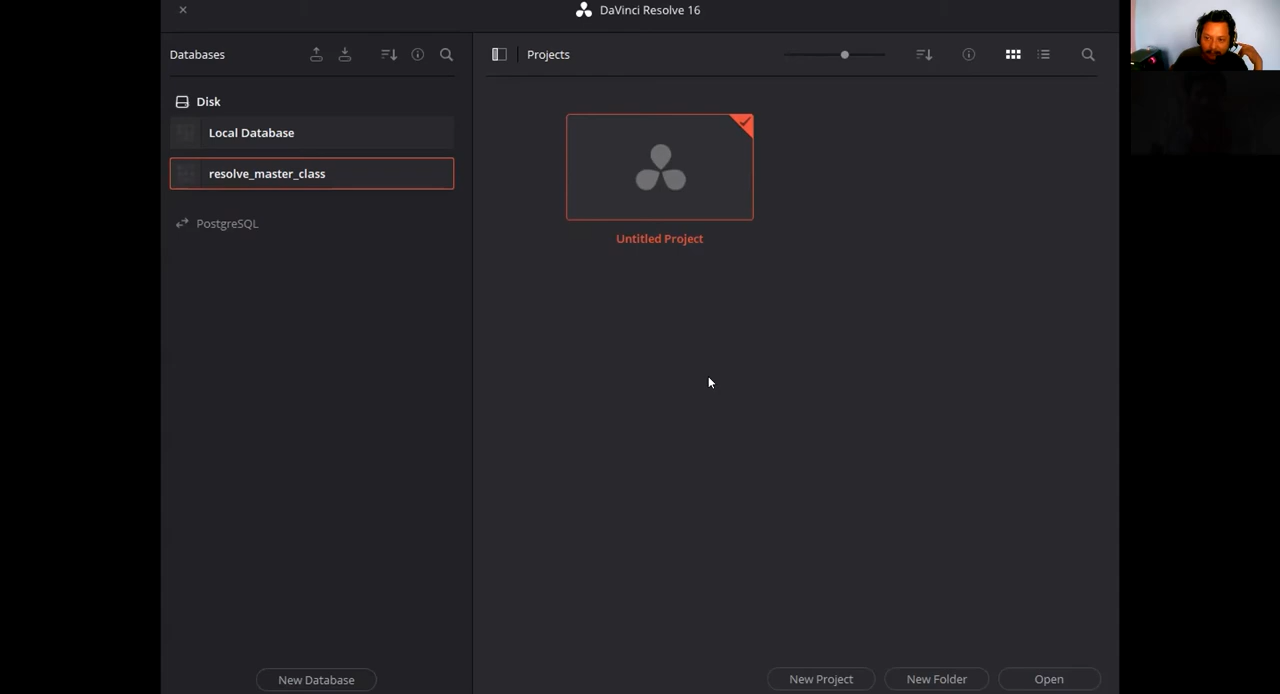 DaVinci Resolve 16
Databases
Projects
Disk
Local Database
resolve_master_class
PostgreSQL
Untitled Project
New Database
New Project
New Folder
Open